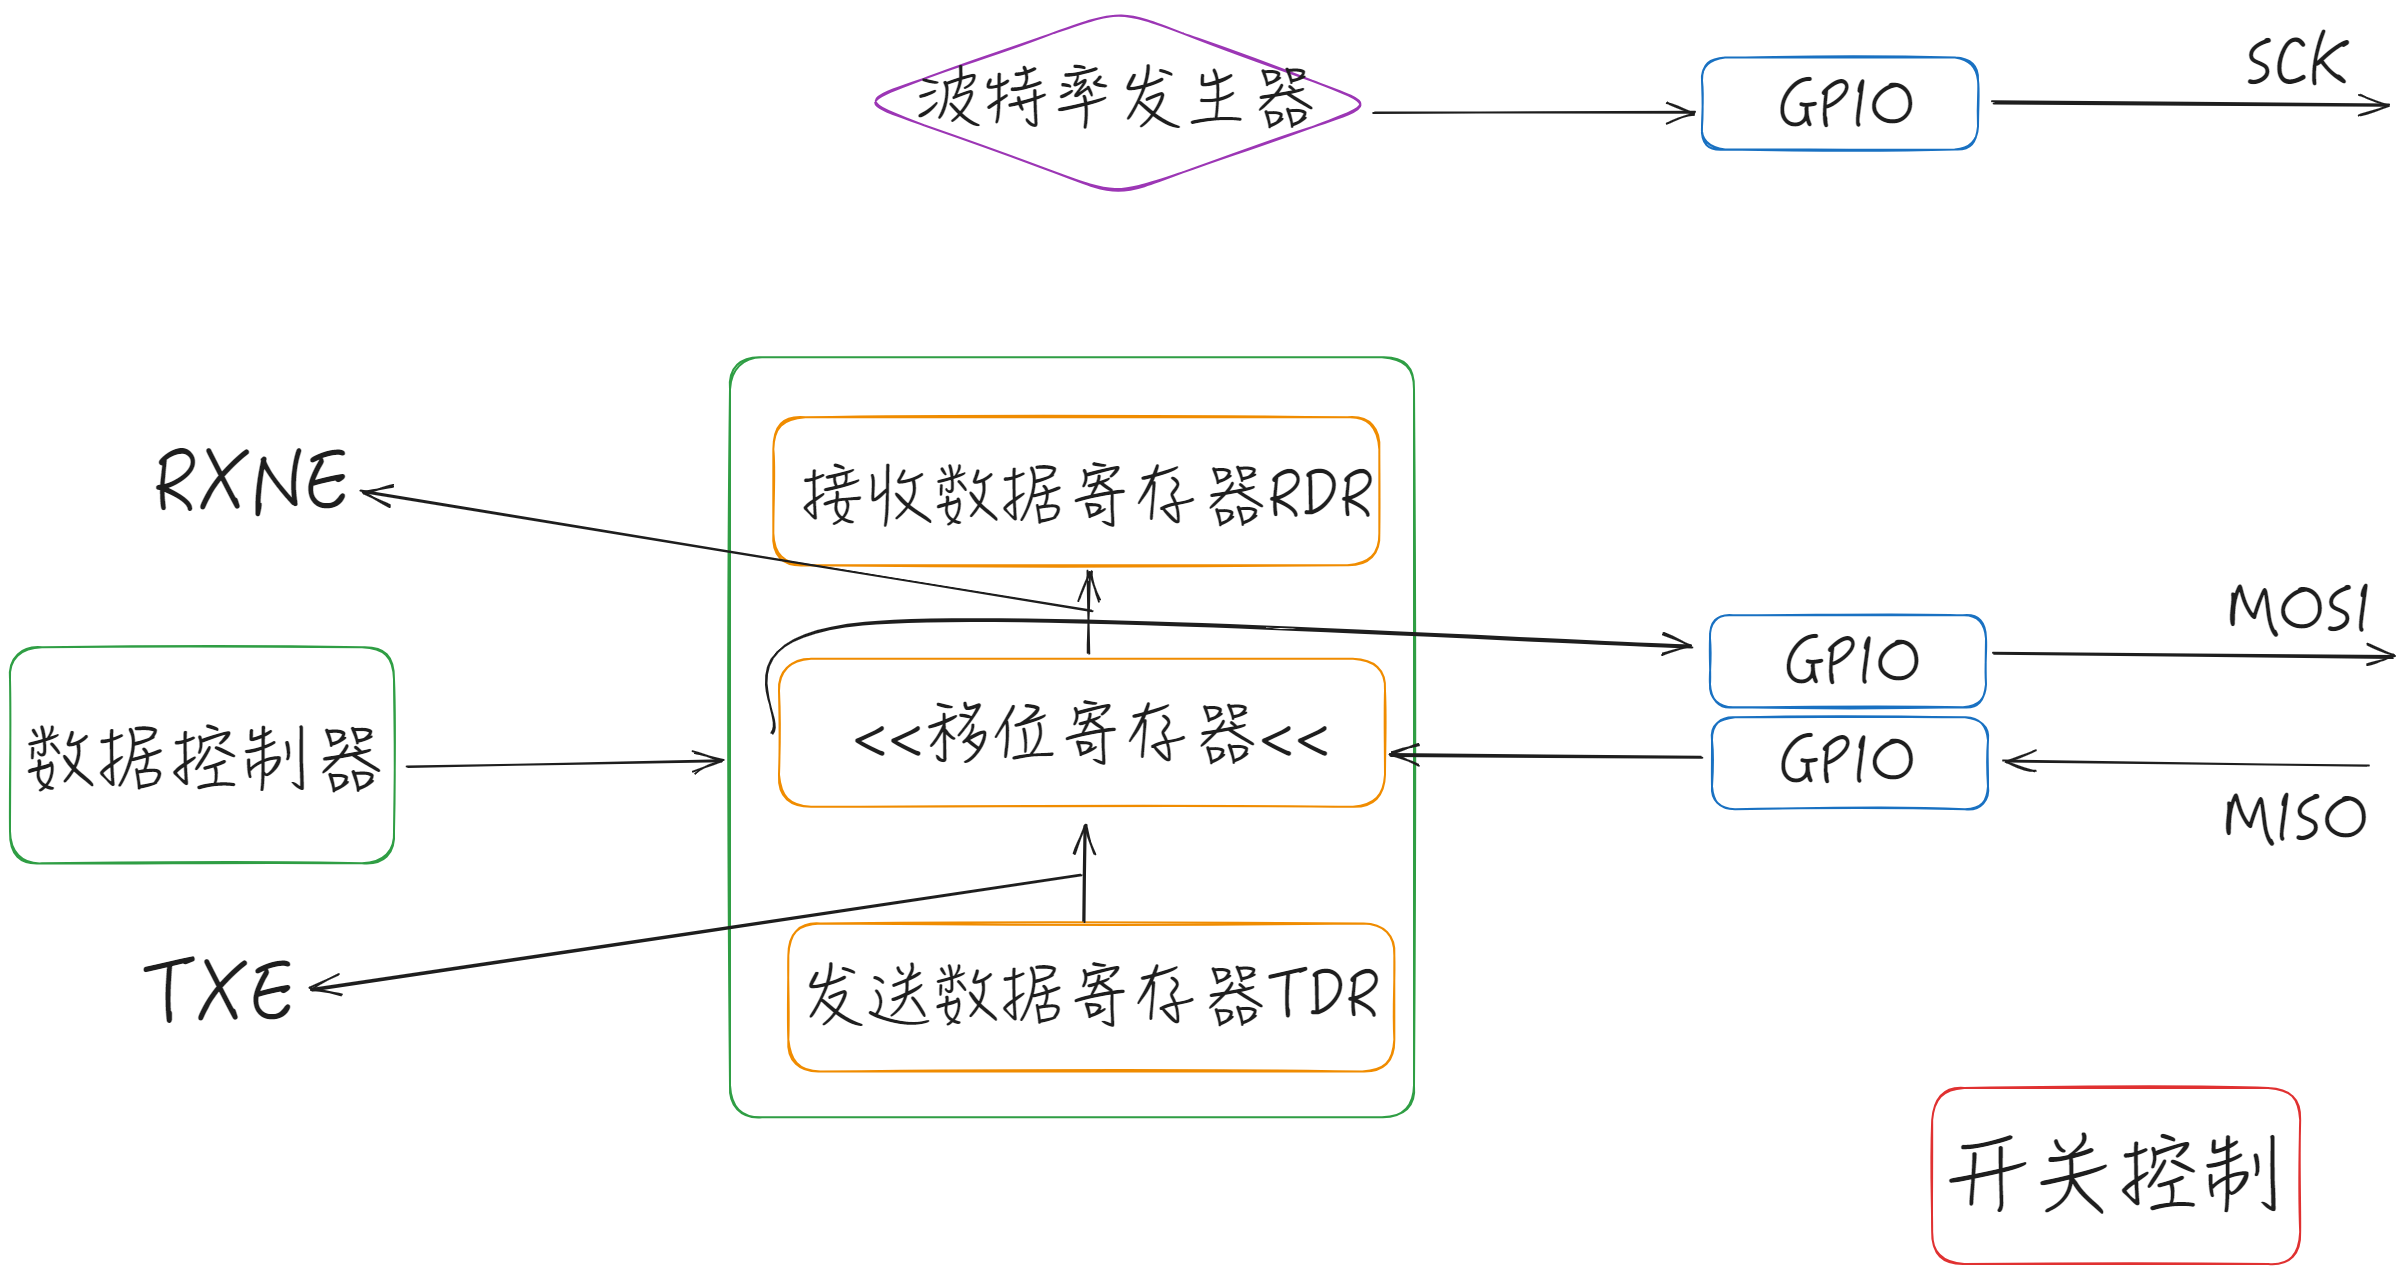 SCK
波特率发生器
GPIO
RXNE
接收数据寄存器RDR
MOSI
GPIO
数据控制器
<<移位寄存器<<
GPIO
MISO
TXE
发送数据寄存器TDR
开关控制